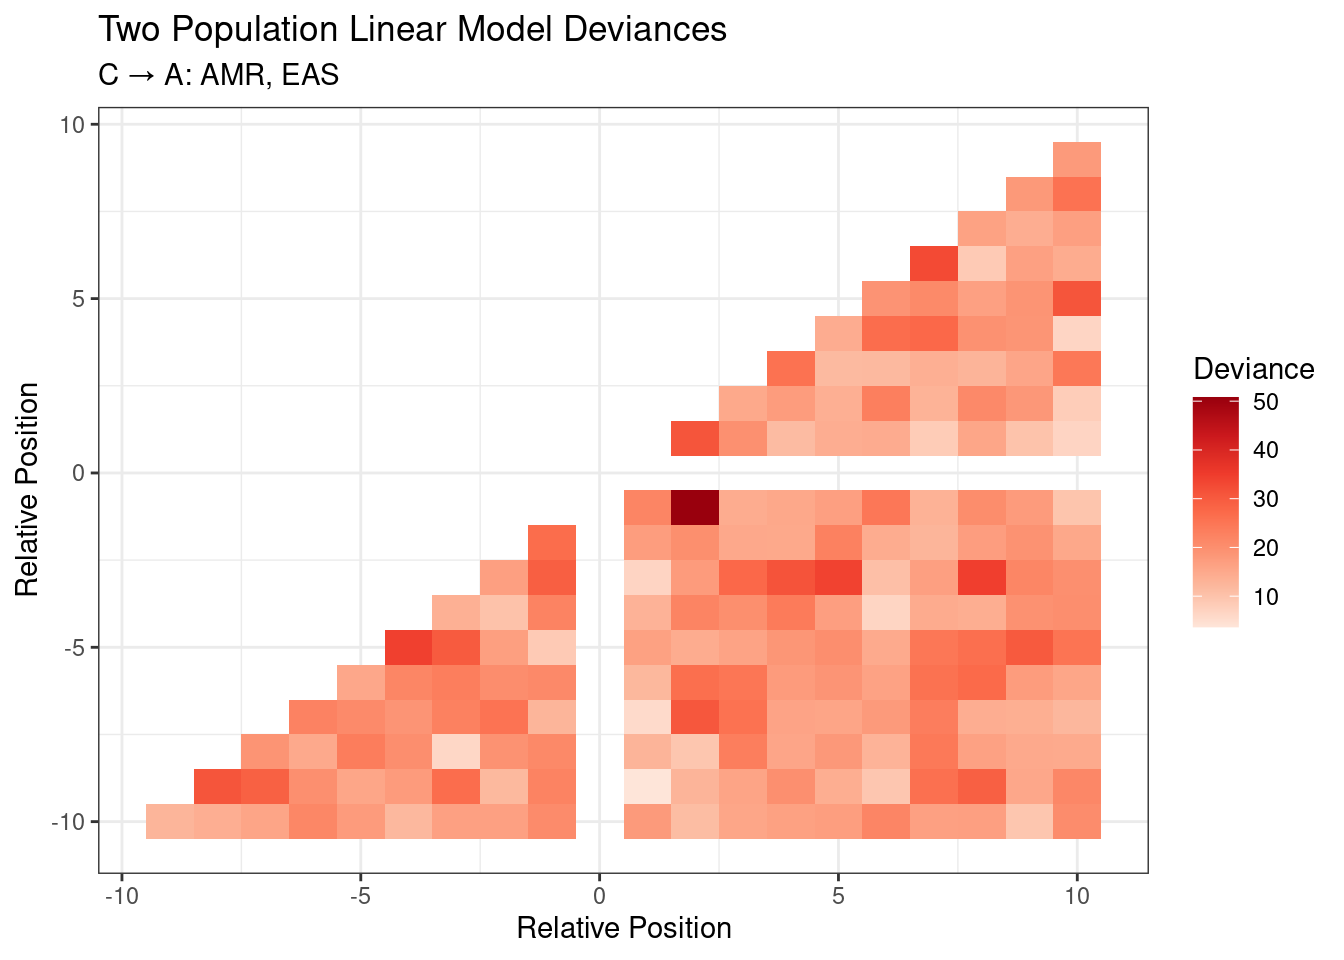 Two Population Linear Model Deviances
C → A: AMR, EAS
10
5
0
-5
-10
Relative Position
-10 -5 0 5 10
Relative Position
Deviance
50
40
30
20
10